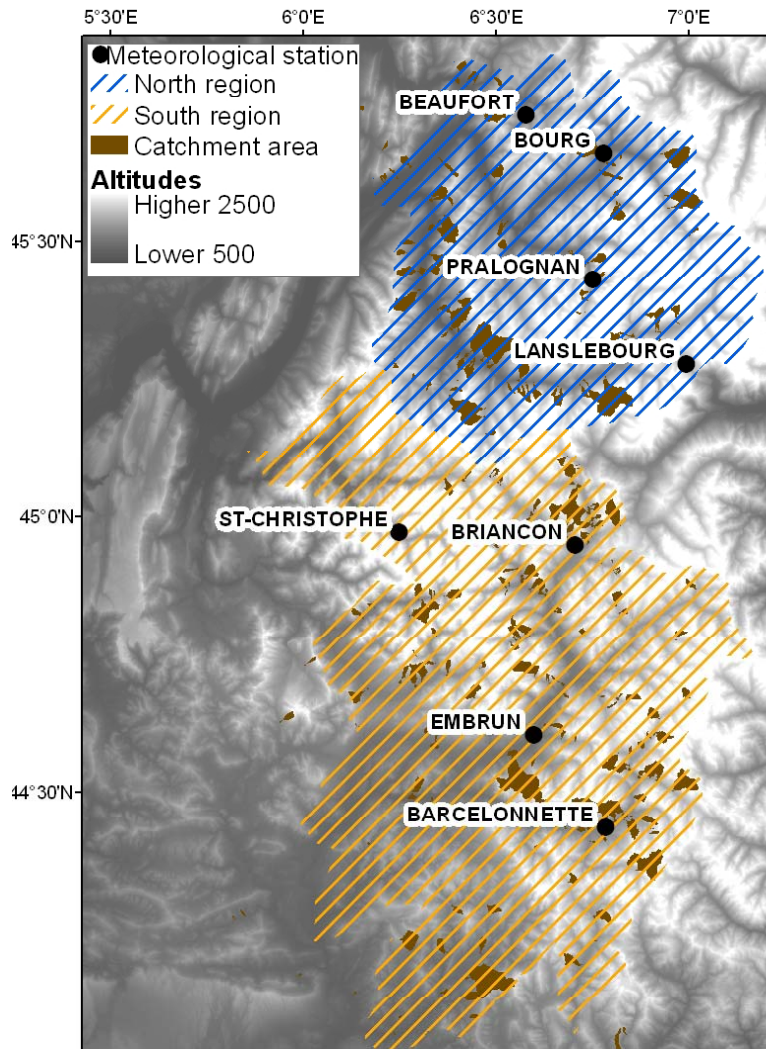 5°30'E 6°0'E 6°30'E 7°0'E
Meteorological station
North region
South region
Catchment area
Altitudes
Higher 2500
Lower 500
BEAUFORT
BOURG
45°30'N
PRALOGNAN
LANSLEBOURG
45°0'N
ST-CHRISTOPHE
BRIANCON
EMBRUN
44°30'N
BARCELONNETTE